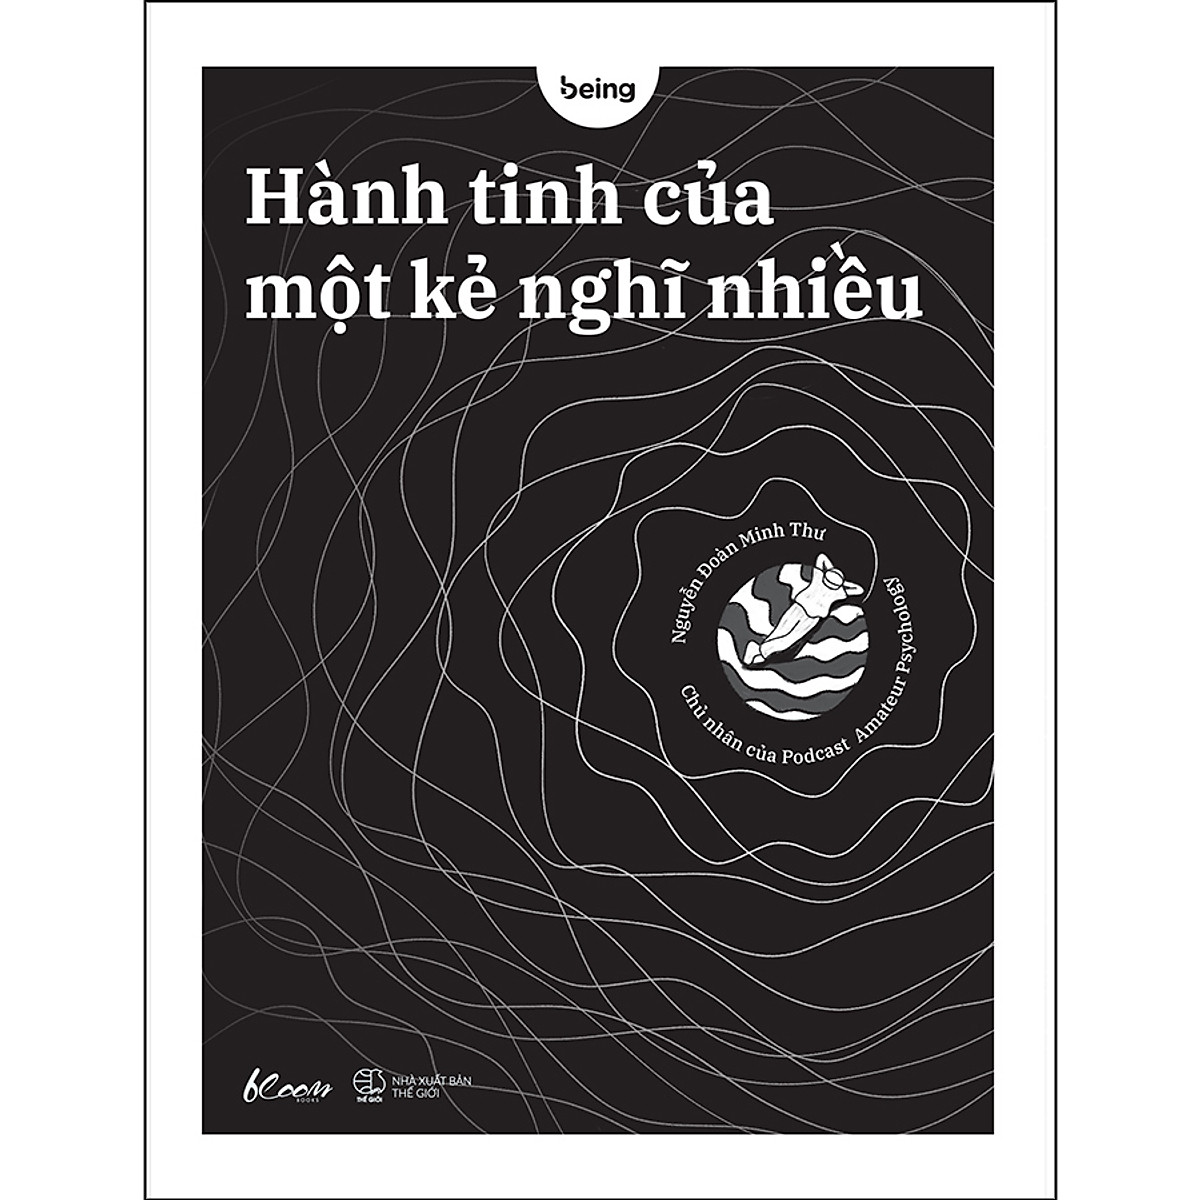 being
Hành tinh của
một kẻ nghĩ nhiều
Nguyễn Đoàn Minh Thư
Chủ nhân của Podcast Amateur Psychology
bloom
BOOKS
THẾ GIỚI
NHÀ XUẤT BẢN
THẾ GIỚI